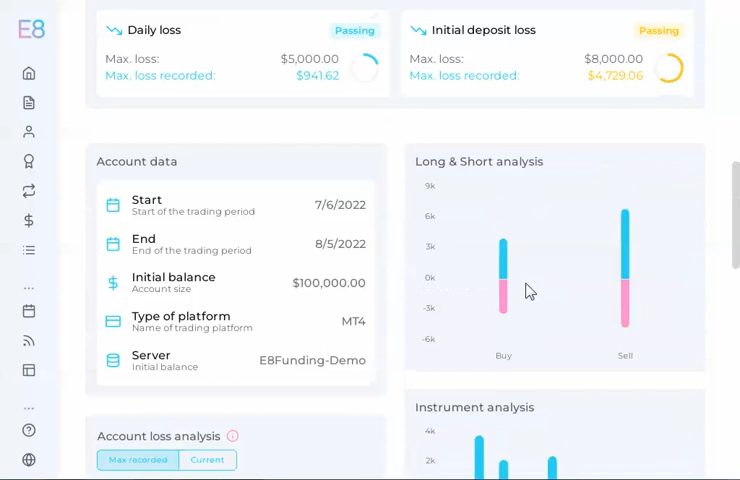 E8
Daily loss
Passing
Max. loss: $5,000.00
Max. loss recorded: $941.62
Initial deposit loss
Passing
Max. loss: $8,000.00
Max. loss recorded: $4,729.06
Account data
Start
Start of the trading period
7/6/2022
End
End of the trading period
8/5/2022
Initial balance
Account size
$100,000.00
Type of platform
Name of trading platform
MT4
Server
Initial balance
E8Funding-Demo
Account loss analysis
Max recorded
Current
Long & Short analysis
9k
6k
3k
0k
-3k
-6k
Buy
Sell
Instrument analysis
4k
2k